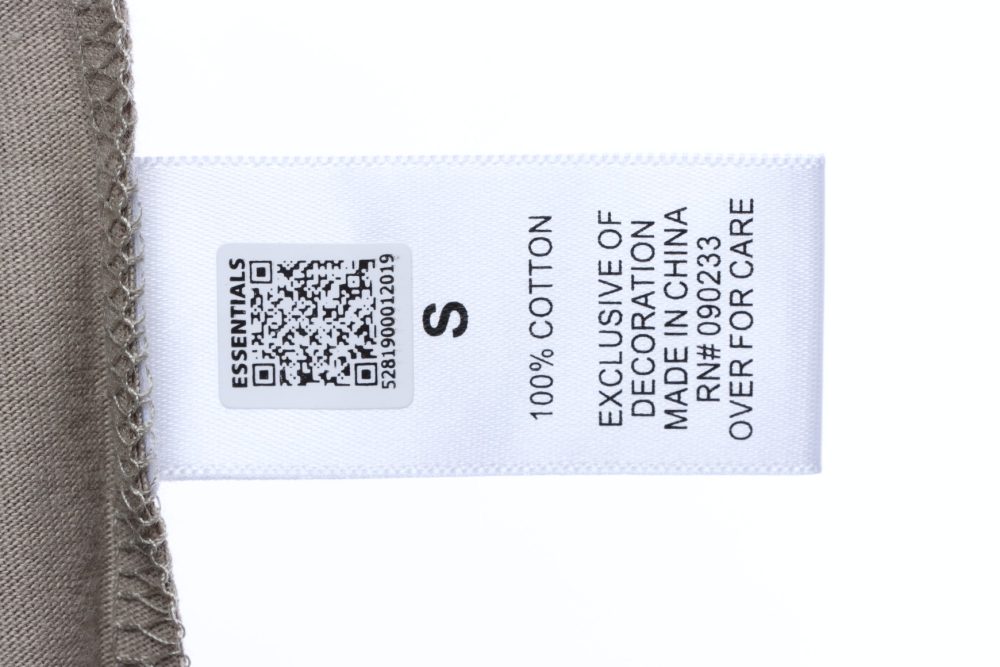 ESSENTIALS
5281900012019
S
100% COTTON
EXCLUSIVE OF
DECORATION
MADE IN CHINA
RN# 090233
OVER FOR CARE